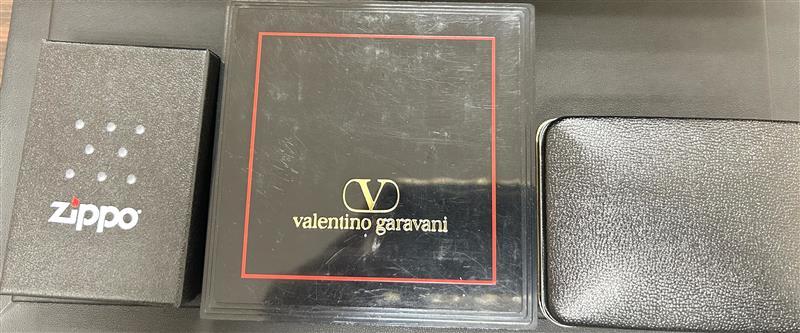 zippo
V
valentino garavani